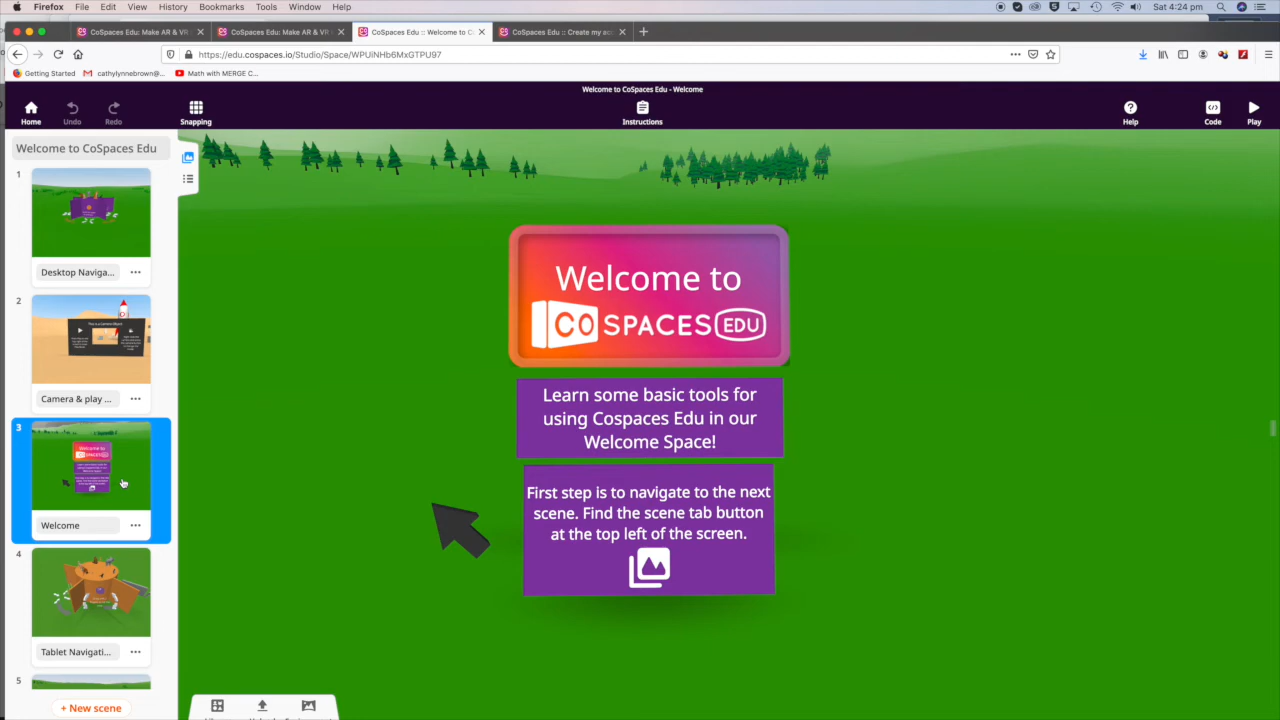 Firefox File Edit View History Bookmarks Tools Window Help Sat 4:24 pm
CoSpaces Edu: Make AR & VR CoSpaces Edu: Make AR & VR CoSpaces Edu :: Welcome to C CoSpaces Edu :: Create my acc
https://edu.cospaces.io/Studio/Space/WPUiNHb6MxGTPU97
Getting Started cathylynnebrown@... Math with MERGE C...
Welcome to CoSpaces Edu - Welcome
Home Undo Redo Snapping Instructions Help Code Play
Welcome to CoSpaces Edu
1
Desktop Naviga...
2
Camera & play ...
3
Welcome
4
Tablet Navigati...
5
+ New scene
Welcome to
COSPACES EDU
Learn some basic tools for
using Cospaces Edu in our
Welcome Space!
First step is to navigate to the next
scene. Find the scene tab button
at the top left of the screen.